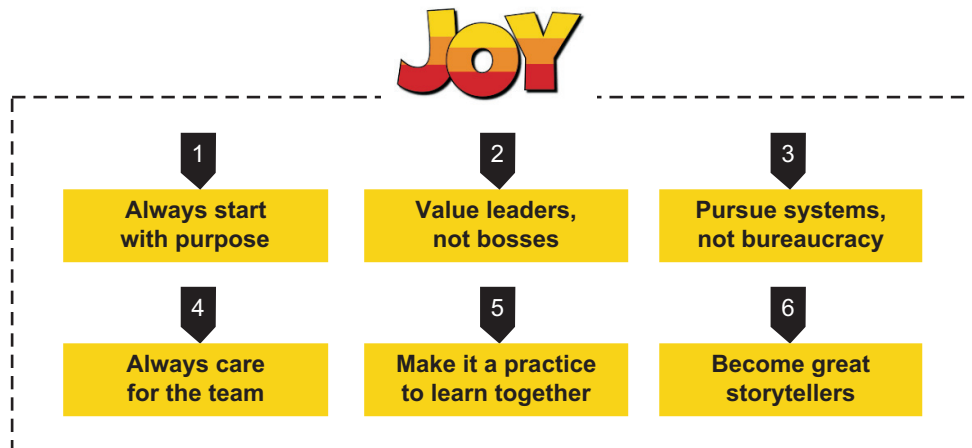 JOY
1
Always start
with purpose
2
Value leaders,
not bosses
3
Pursue systems,
not bureaucracy
4
Always care
for the team
5
Make it a practice
to learn together
6
Become great
storytellers